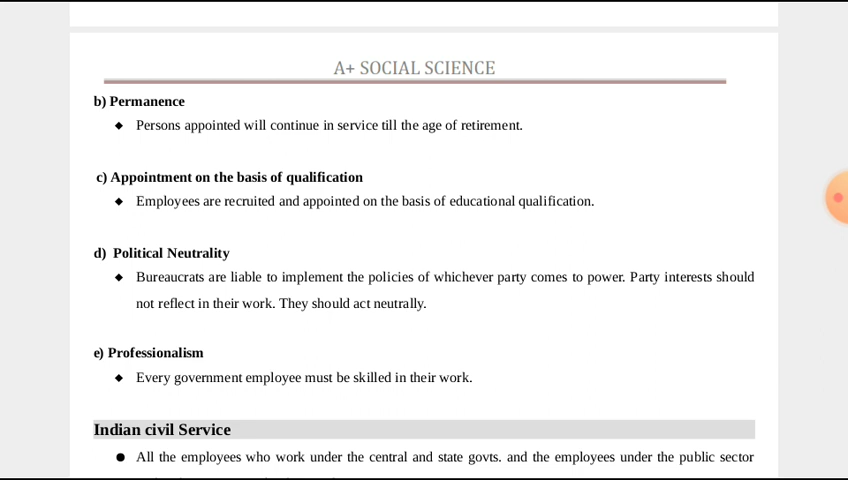 A+ SOCIAL SCIENCE
b) Permanence
◆ Persons appointed will continue in service till the age of retirement.
c) Appointment on the basis of qualification
◆ Employees are recruited and appointed on the basis of educational qualification.
d) Political Neutrality
◆ Bureaucrats are liable to implement the policies of whichever party comes to power. Party interests should
not reflect in their work. They should act neutrally.
e) Professionalism
◆ Every government employee must be skilled in their work.
Indian civil Service
● All the employees who work under the central and state govts. and the employees under the public sector